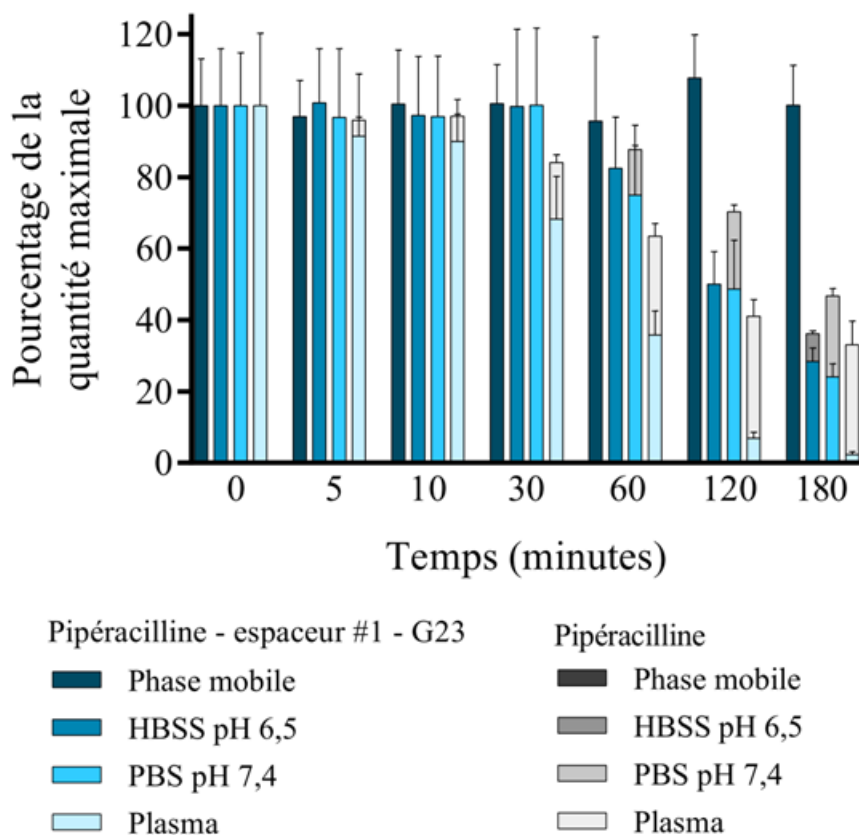 Pourcentage de la
quantité maximale
120
100
80
60
40
20
0
0 5 10 30 60 120 180
Temps (minutes)
Pipéracilline - espaceur #1 - G23
Phase mobile
HBSS pH 6,5
PBS pH 7,4
Plasma
Pipéracilline
Phase mobile
HBSS pH 6,5
PBS pH 7,4
Plasma